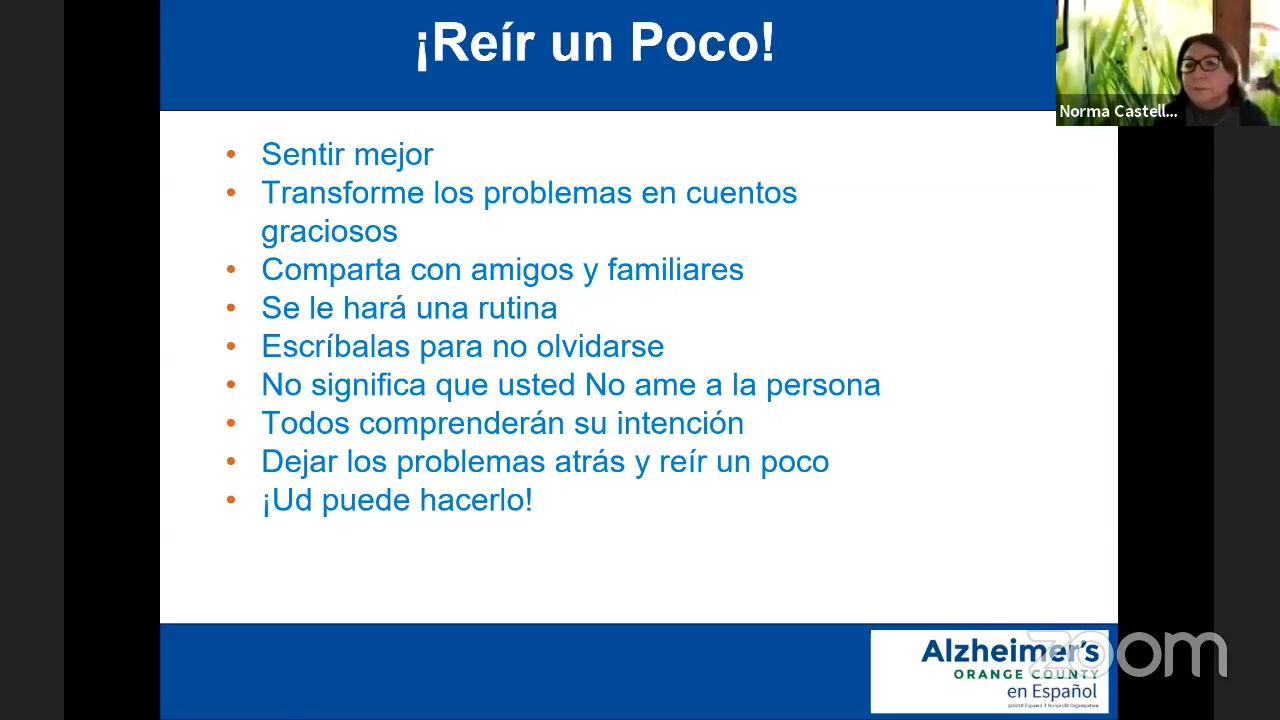 ¡Reír un Poco!
Norma Castell...
• Sentir mejor
• Transforme los problemas en cuentos
graciosos
• Comparta con amigos y familiares
• Se le hará una rutina
• Escríbalas para no olvidarse
• No significa que usted No ame a la persona
• Todos comprenderán su intención
• Dejar los problemas atrás y reír un poco
• ¡Ud puede hacerlo!
Alzheimer's
ORANGE COUNTY
en Español
zoom